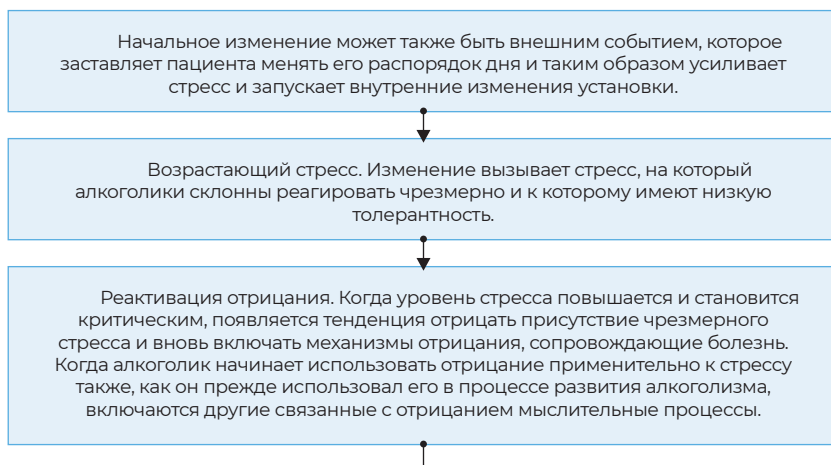 Начальное изменение может также быть внешним событием, которое
заставляет пациента менять его распорядок дня и таким образом усиливает
стресс и запускает внутренние изменения установки.
Возрастающий стресс. Изменение вызывает стресс, на который
алкоголики склонны реагировать чрезмерно и к которому имеют низкую
толерантность.
Реактивация отрицания. Когда уровень стресса повышается и становится
критическим, появляется тенденция отрицать присутствие чрезмерного
стресса и вновь включать механизмы отрицания, сопровождающие болезнь.
Когда алкоголик начинает использовать отрицание применительно к стрессу
также, как он прежде использовал его в процессе развития алкоголизма,
включаются другие связанные с отрицанием мыслительные процессы.